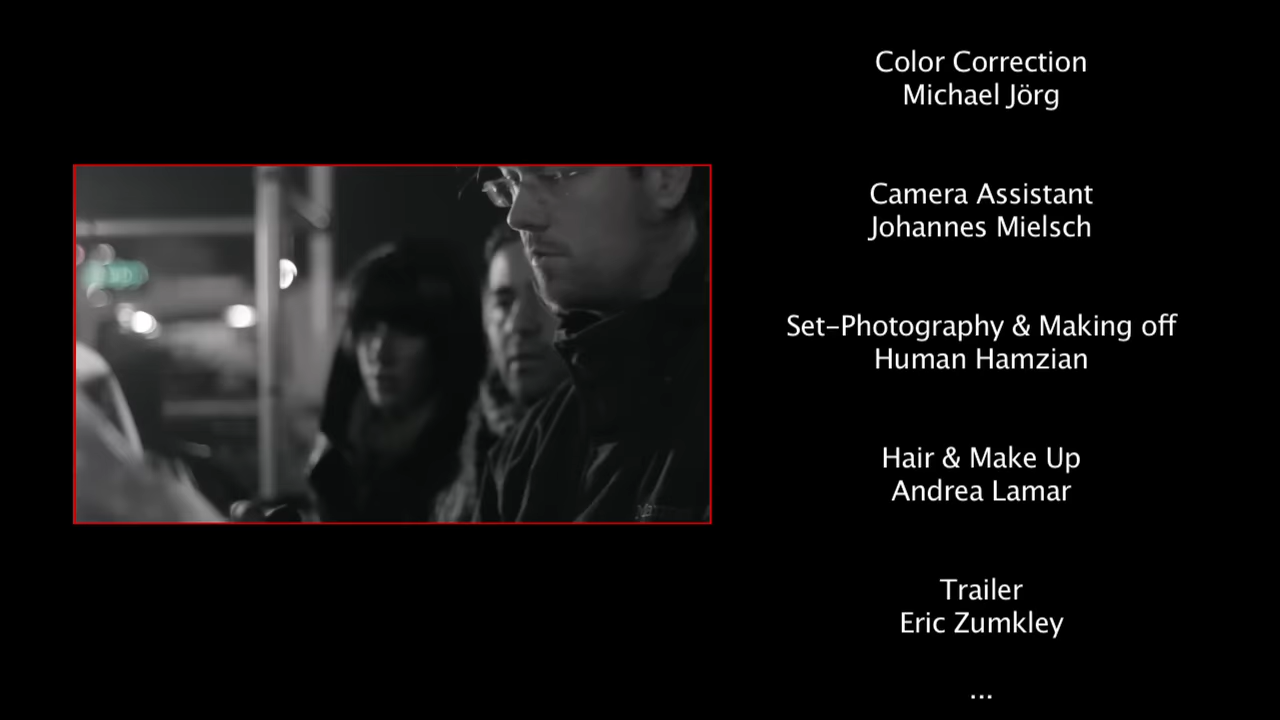 Color Correction
Michael Jörg
Camera Assistant
Johannes Mielsch
Set-Photography & Making off
Human Hamzian
Hair & Make Up
Andrea Lamar
Trailer
Eric Zumkley
...